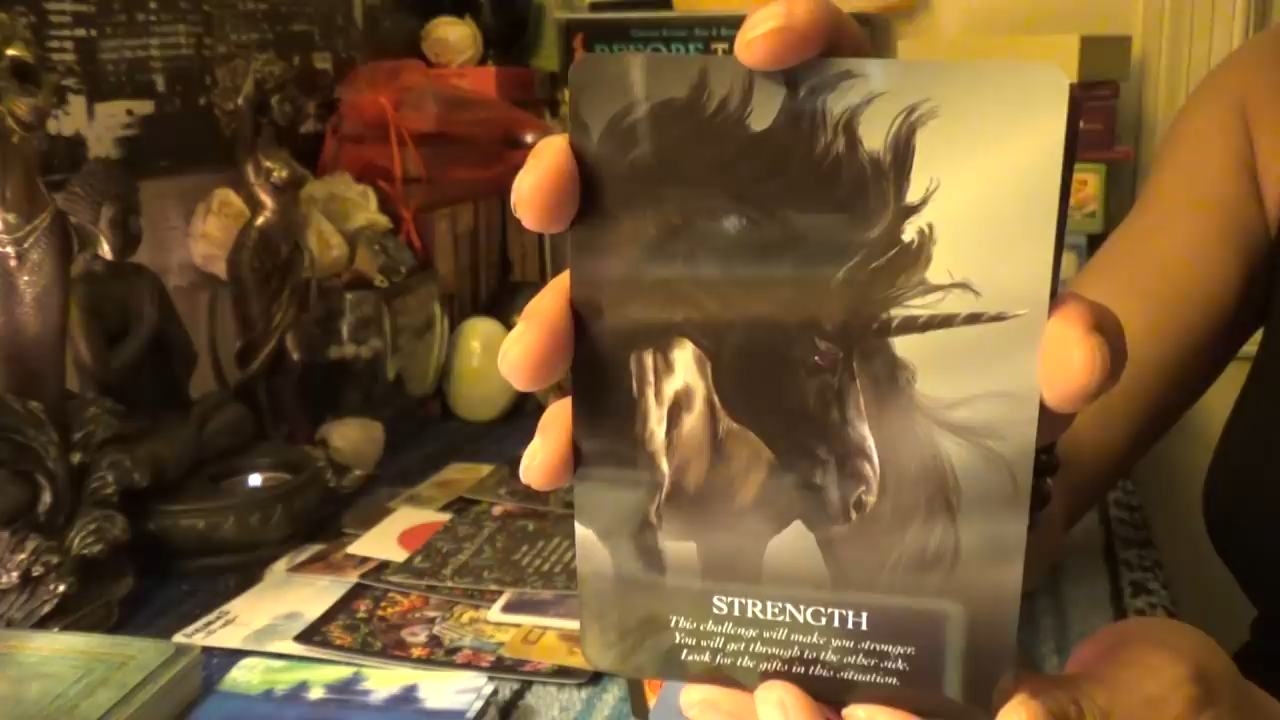 BEFORE
STRENGTH
This challenge will make you stronger.
You will get through to the other side.
Look for the gifts in this situation.